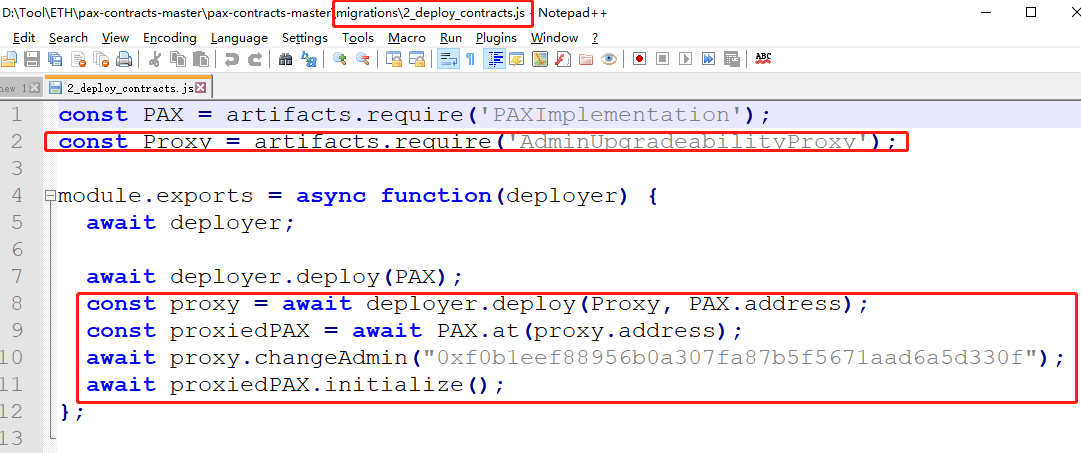 D:\Tool\ETH\pax-contracts-master\pax-contracts-master\migrations\2_deploy_contracts.js - Notepad++
Edit Search View Encoding Language Settings Tools Macro Run Plugins Window ?
ABC
new 1 2_deploy_contracts.js
1 const PAX = artifacts.require('PAXImplementation');
2 const Proxy = artifacts.require('AdminUpgradeabilityProxy');
3
4 module.exports = async function(deployer) {
5 await deployer;
6
7 await deployer.deploy(PAX);
8 const proxy = await deployer.deploy(Proxy, PAX.address);
9 const proxiedPAX = await PAX.at(proxy.address);
10 await proxy.changeAdmin("0xf0b1eef88956b0a307fa87b5f5671aad6a5d330f");
11 await proxiedPAX.initialize();
12 };
13